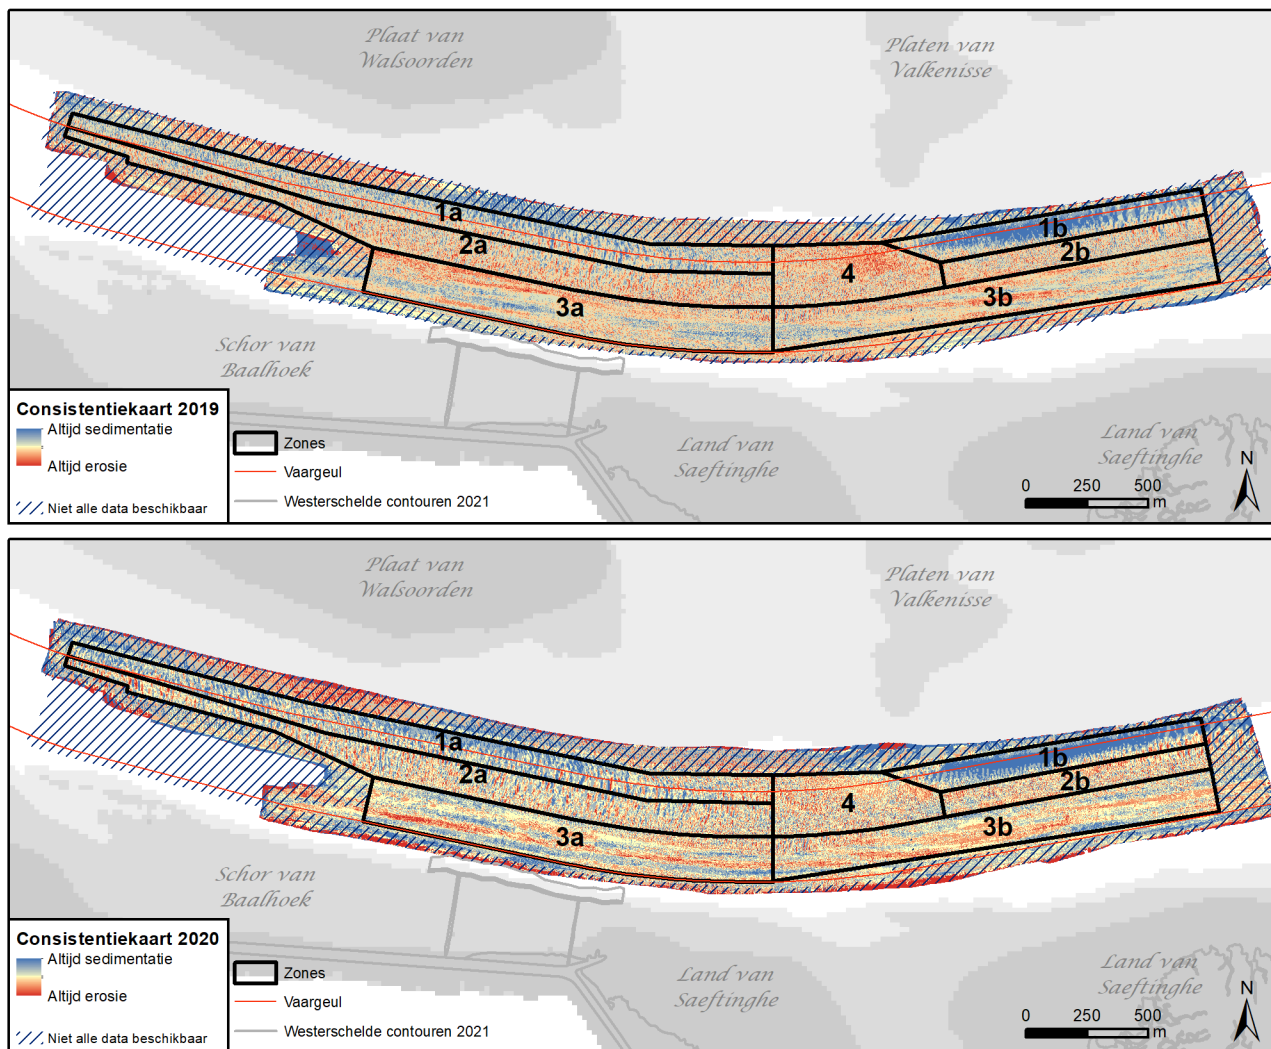 Plaat van
Walsoorden
Platen van
Valkenisse
1a
2a
3a
4
1b
2b
3b
Schor van
Baalhoek
Land van
Saeftinghe
Land van
Saeftinghe
Consistentiekaart 2019
Altijd sedimentatie
Altijd erosie
Niet alle data beschikbaar
Zones
Vaargeul
Westerschelde contouren 2021
N
0 250 500
m
Plaat van
Walsoorden
Platen van
Valkenisse
1a
2a
3a
4
1b
2b
3b
Schor van
Baalhoek
Land van
Saeftinghe
Land van
Saeftinghe
Consistentiekaart 2020
Altijd sedimentatie
Altijd erosie
Niet alle data beschikbaar
Zones
Vaargeul
Westerschelde contouren 2021
N
0 250 500
m